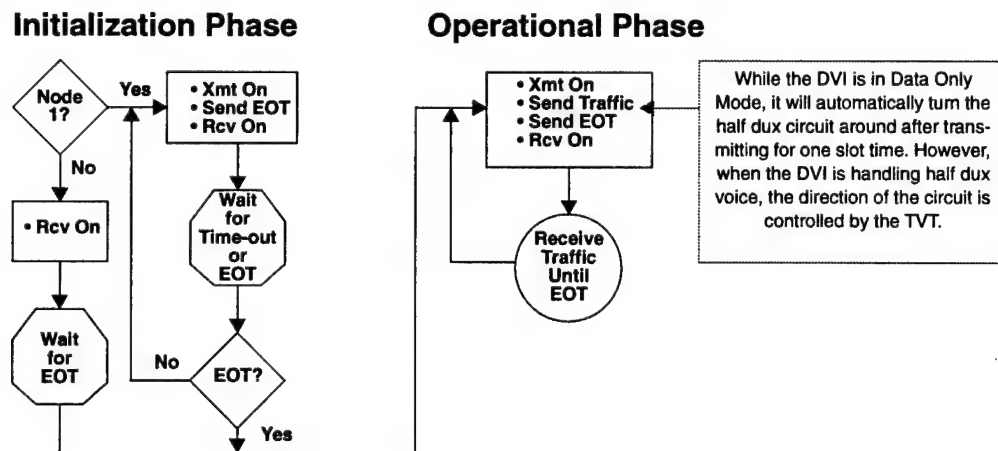 Initialization Phase
Operational Phase
Node
1?
Yes
• Xmt On
• Send EOT
• Rcv On
No
• Rcv On
Wait
for
EOT
Wait
for
Time-out
or
EOT
No
EOT?
Yes
• Xmt On
• Send Traffic
• Send EOT
• Rcv On
Receive
Traffic
Until
EOT
While the DVI is in Data Only
Mode, it will automatically turn the
half dux circuit around after trans-
mitting for one slot time. However,
when the DVI is handling half dux
voice, the direction of the circuit is
controlled by the TVT.